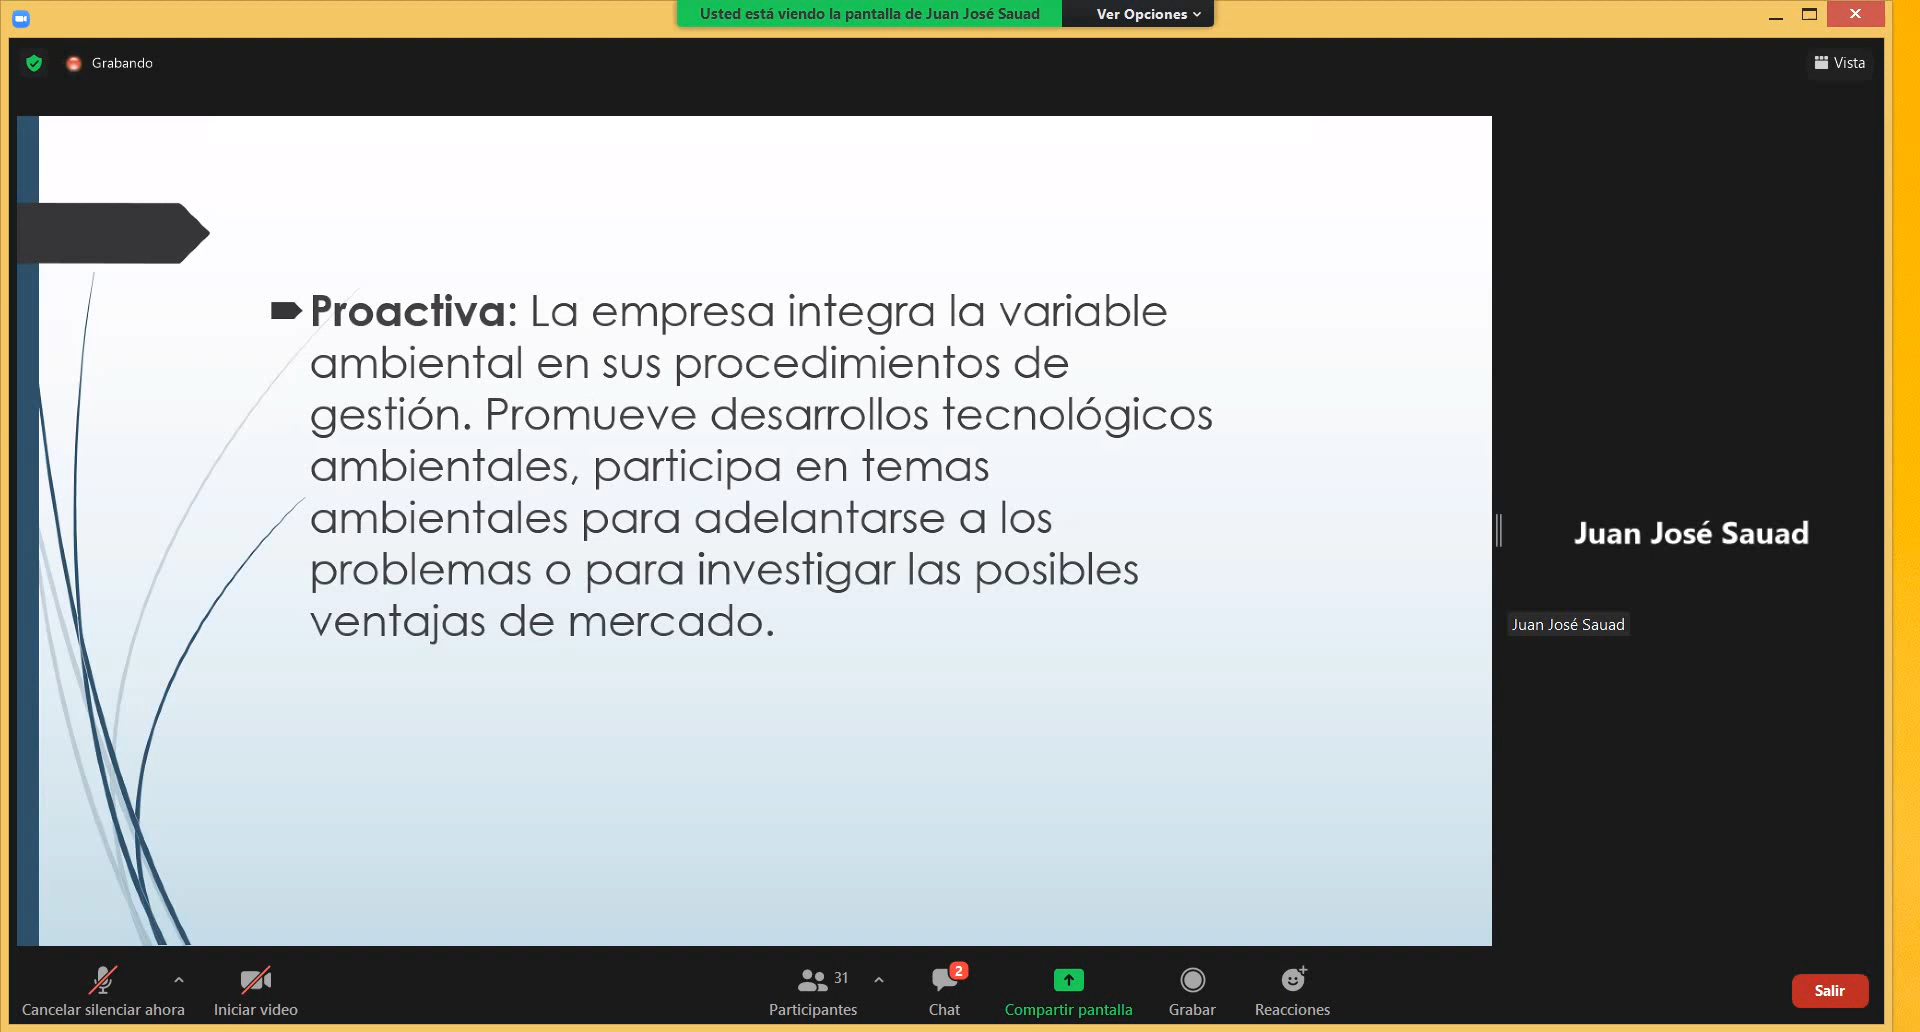 Usted está viendo la pantalla de Juan José Sauad
Ver Opciones
Grabando
Vista
Proactiva: La empresa integra la variable
ambiental en sus procedimientos de
gestión. Promueve desarrollos tecnológicos
ambientales, participa en temas
ambientales para adelantarse a los
problemas o para investigar las posibles
ventajas de mercado.
Juan José Sauad
Juan José Sauad
Cancelar silenciar ahora
Iniciar video
31
Participantes
2
Chat
Compartir pantalla
Grabar
Reacciones
Salir